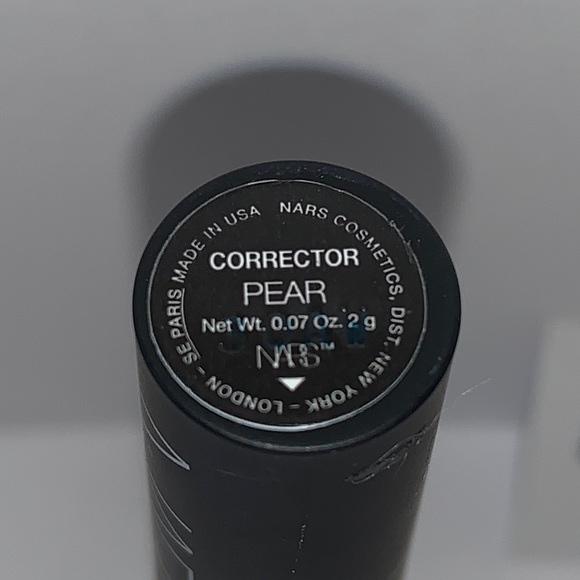 NARS COSMETICS, DIST. NEW YORK - LONDON - SE PARIS MADE IN USA
CORRECTOR
PEAR
Net Wt. 0.07 Oz. 2 g
NARS™